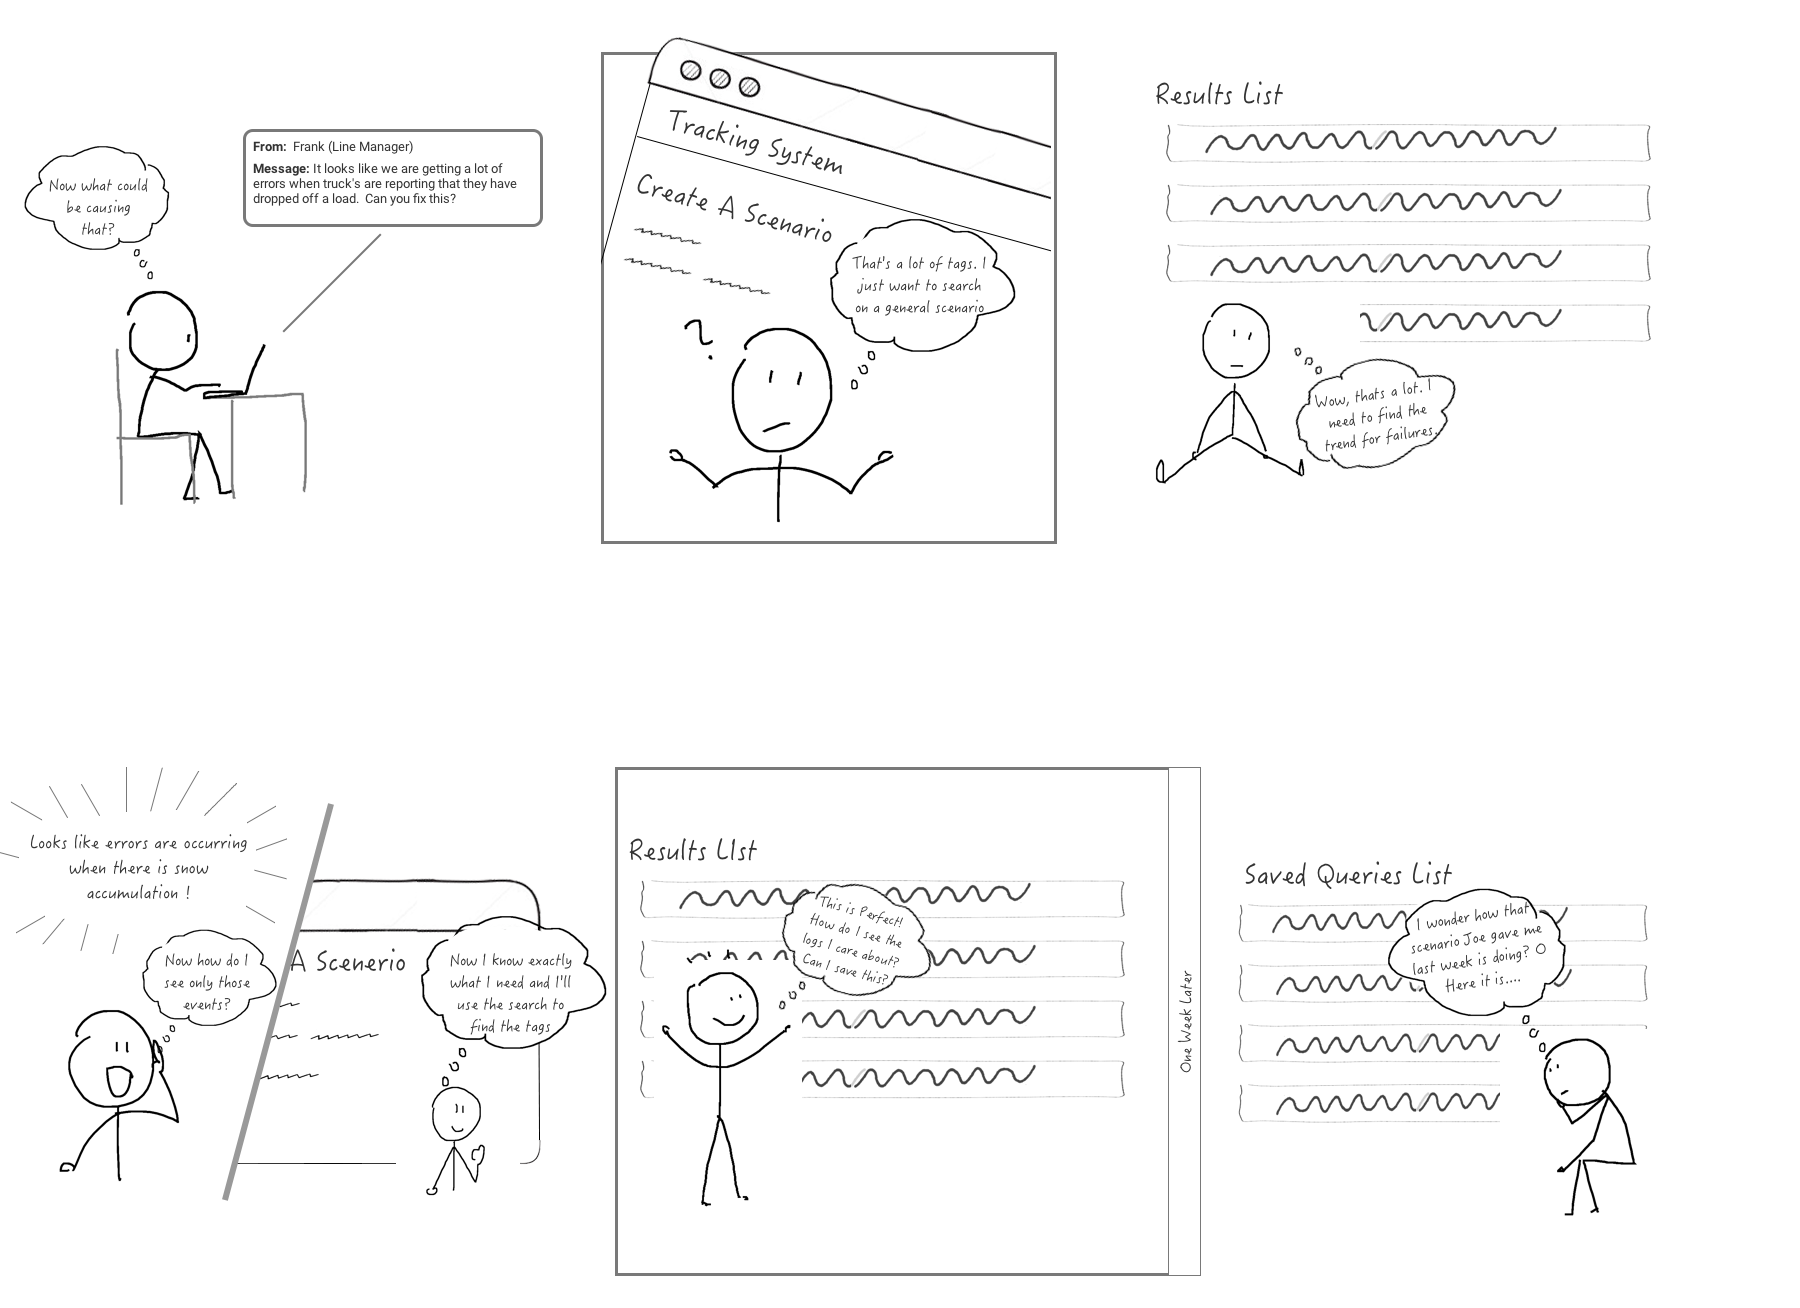 Now what could
be causing
that?
From: Frank (Line Manager)
Message: It looks like we are getting a lot of
errors when truck's are reporting that they have
dropped off a load. Can you fix this?
Tracking System
Create A Scenario
That's a lot of tags. I
just want to search
on a general scenario
?
Results List
Wow, thats a lot. I
need to find the
trend for failures.
Looks like errors are occurring
when there is snow
accumulation !
Now how do I
see only those
events?
A Scenerio
Now I know exactly
what I need and I'll
use the search to
find the tags
Results LIst
This is Perfect!
How do I see the
logs I care about?
Can I save this?
One Week Later
Saved Queries List
I wonder how that
scenario Joe gave me
last week is doing? O
Here it is....